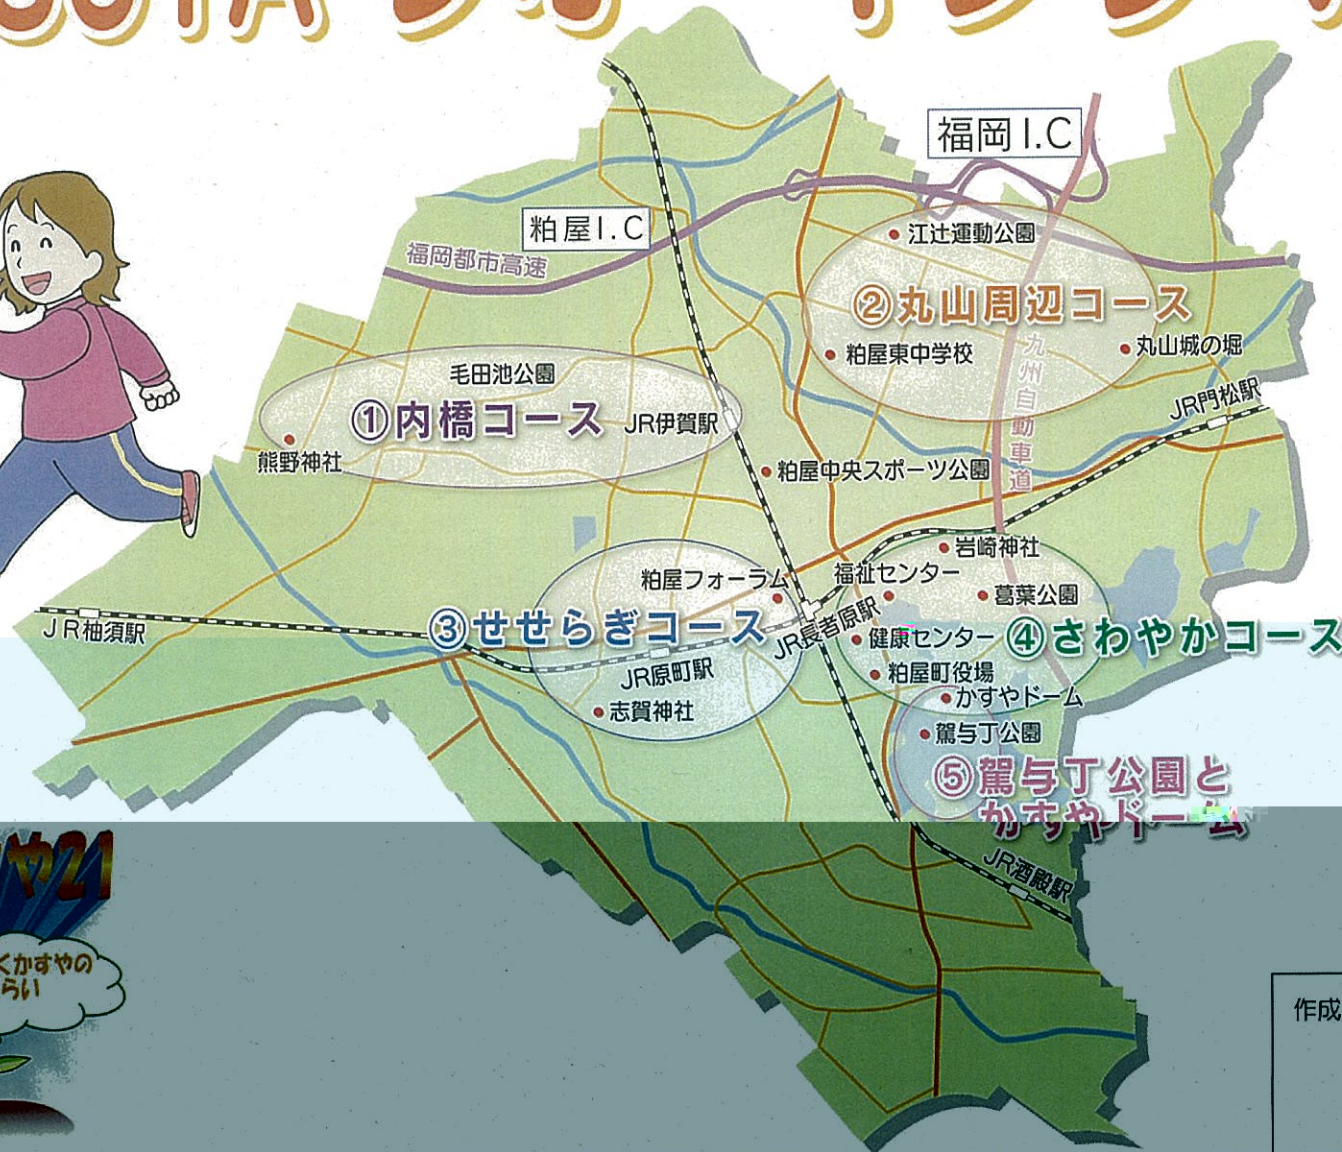 福岡I.C
粕屋I.C
福岡都市高速
江辻運動公園
②丸山周辺コース
粕屋東中学校
丸山城の堀
九州自動車道
JR門松駅
毛田池公園
①内橋コース
JR伊賀駅
熊野神社
粕屋中央スポーツ公園
岩崎神社
粕屋フォーラム
福祉センター
葛葉公園
③せせらぎコース
JR長者原駅
健康センター
④さわやかコース
JR柚須駅
JR原町駅
粕屋町役場
志賀神社
かすやドーム
駕与丁公園
⑤駕与丁公園と
かすやドーム
JR酒殿駅
や21
くかすやの
らい
作成